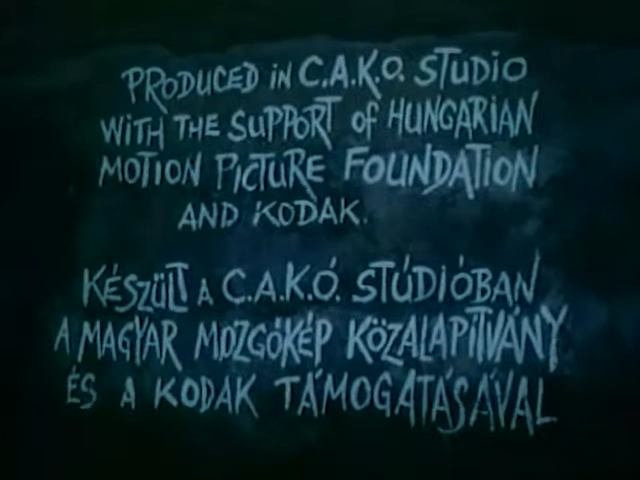 PRODUCED iN C.A.K.O. STUDIO
WiTH THE SUPPORT of HUNGARIAN
MOTION PICTURE FOUNDATION
AND KODAK.
KÉSZÜLT A C.A.K.Ó. STÚDIÓBAN
A MAGYAR MOZGÓKÉP KÖZALAPÍTVÁNY
ÉS A KODAK TÁMOGATÁSÁVAL